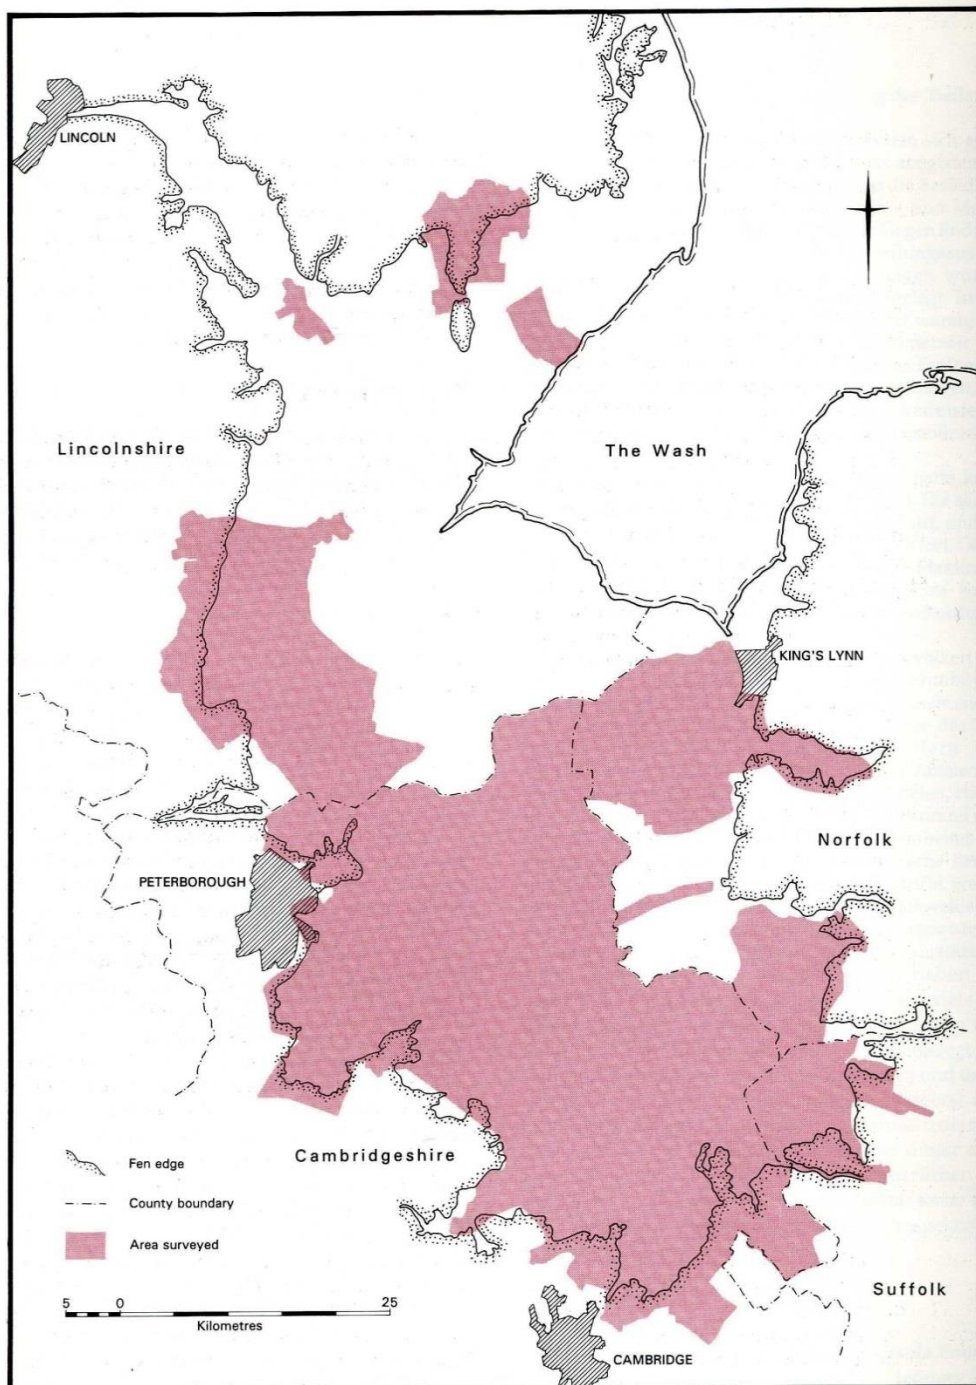 LINCOLN
Lincolnshire
The Wash
KING'S LYNN
Norfolk
PETERBOROUGH
Cambridgeshire
Fen edge
County boundary
Area surveyed
5 0 25
Kilometres
Suffolk
CAMBRIDGE